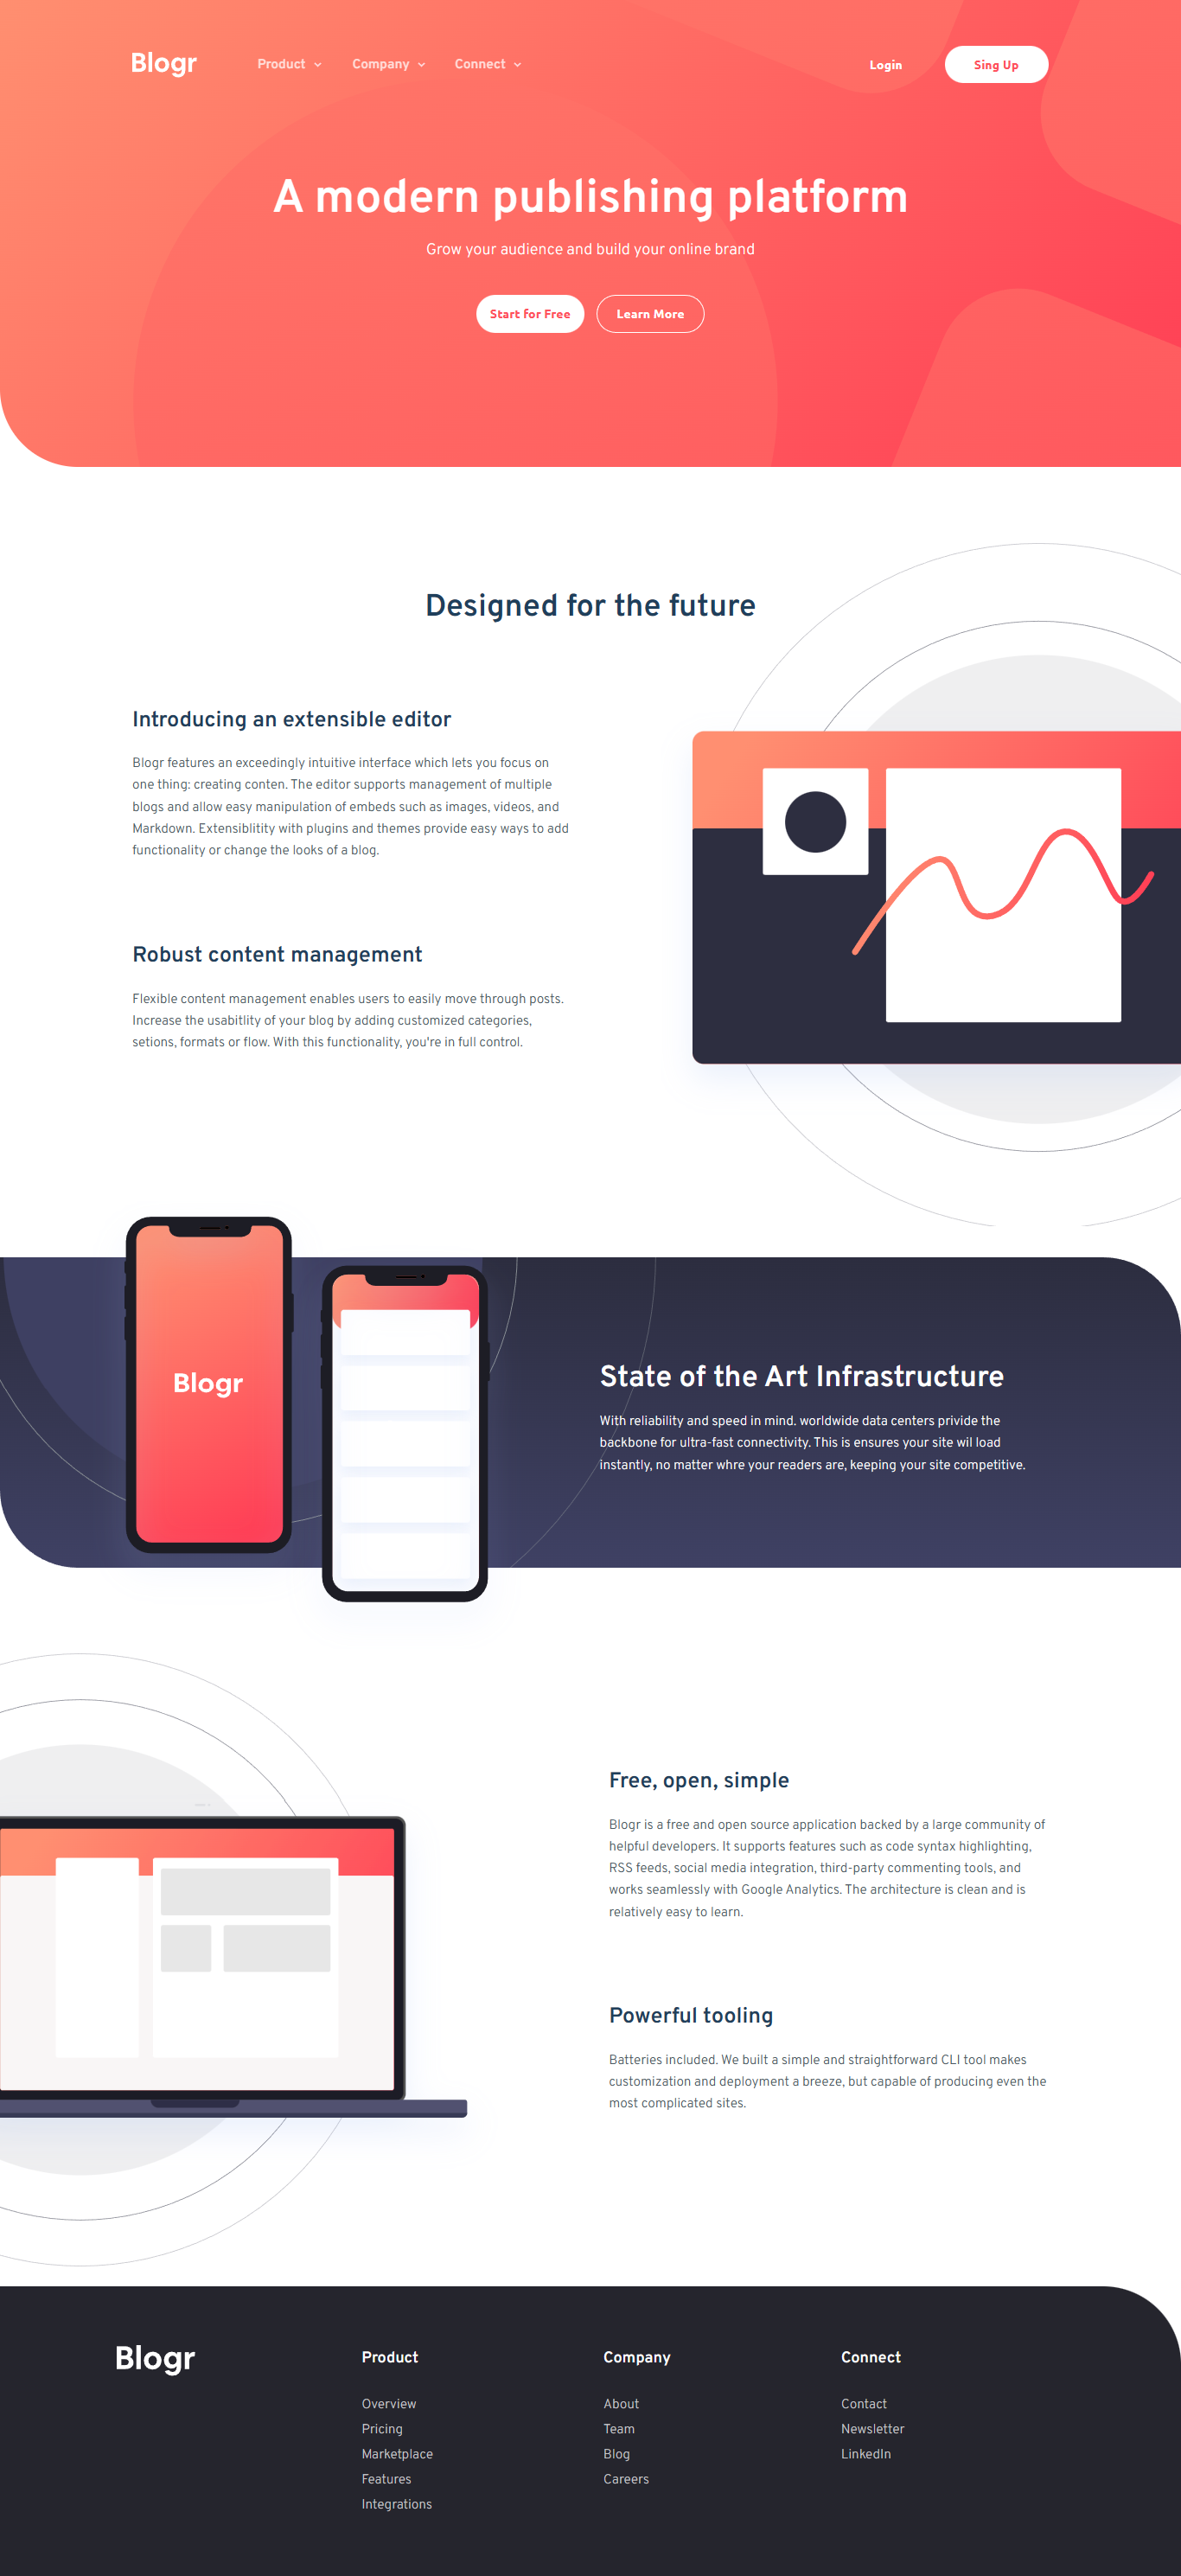 Blogr
Product
Company
Connect
Login
Sing Up
A modern publishing platform
Grow your audience and build your online brand
Start for Free
Learn More
Designed for the future
Introducing an extensible editor
Blogr features an exceedingly intuitive interface which lets you focus on
one thing: creating conten. The editor supports management of multiple
blogs and allow easy manipulation of embeds such as images, videos, and
Markdown. Extensiblitity with plugins and themes provide easy ways to add
functionality or change the looks of a blog.
Robust content management
Flexible content management enables users to easily move through posts.
Increase the usabitlity of your blog by adding customized categories,
setions, formats or flow. With this functionality, you're in full control.
Blogr
State of the Art Infrastructure
With reliability and speed in mind. worldwide data centers privide the
backbone for ultra-fast connectivity. This is ensures your site wil load
instantly, no matter whre your readers are, keeping your site competitive.
Free, open, simple
Blogr is a free and open source application backed by a large community of
helpful developers. It supports features such as code syntax highlighting,
RSS feeds, social media integration, third-party commenting tools, and
works seamlessly with Google Analytics. The architecture is clean and is
relatively easy to learn.
Powerful tooling
Batteries included. We built a simple and straightforward CLI tool makes
customization and deployment a breeze, but capable of producing even the
most complicated sites.
Blogr
Product
Overview
Pricing
Marketplace
Features
Integrations
Company
About
Team
Blog
Careers
Connect
Contact
Newsletter
LinkedIn